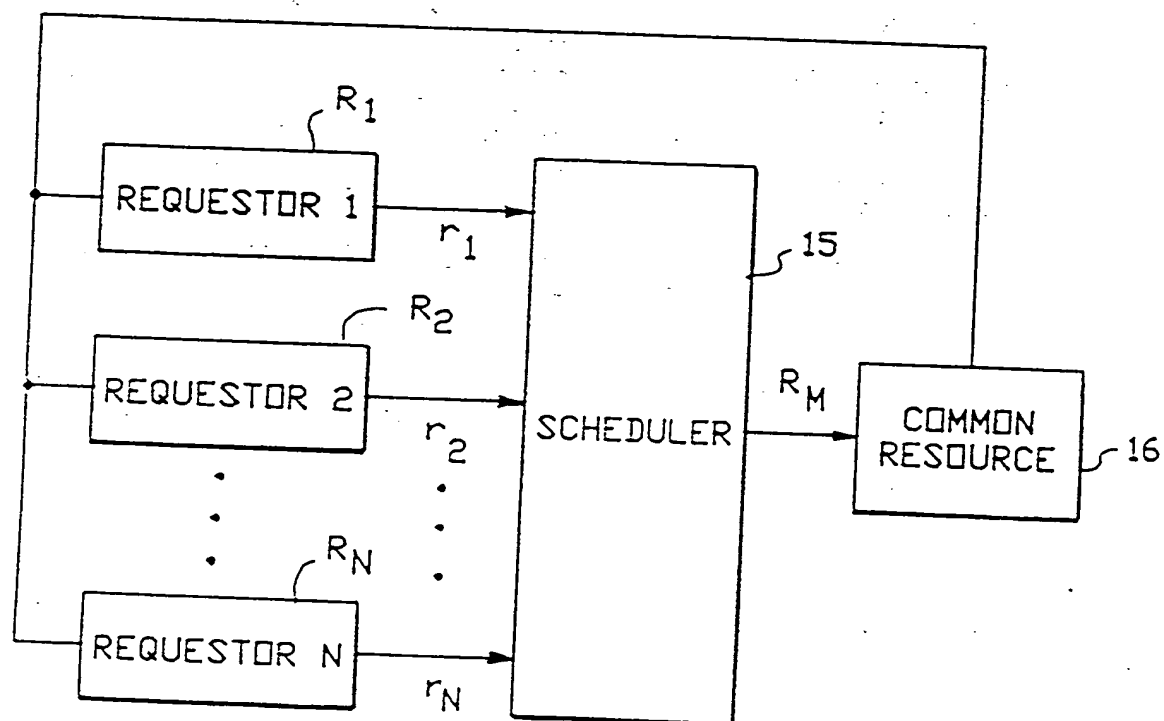 R1
REQUESTOR 1
r1
15
R2
REQUESTOR 2
r2
SCHEDULER
RM
COMMON
RESOURCE
16
RN
REQUESTOR N
rN